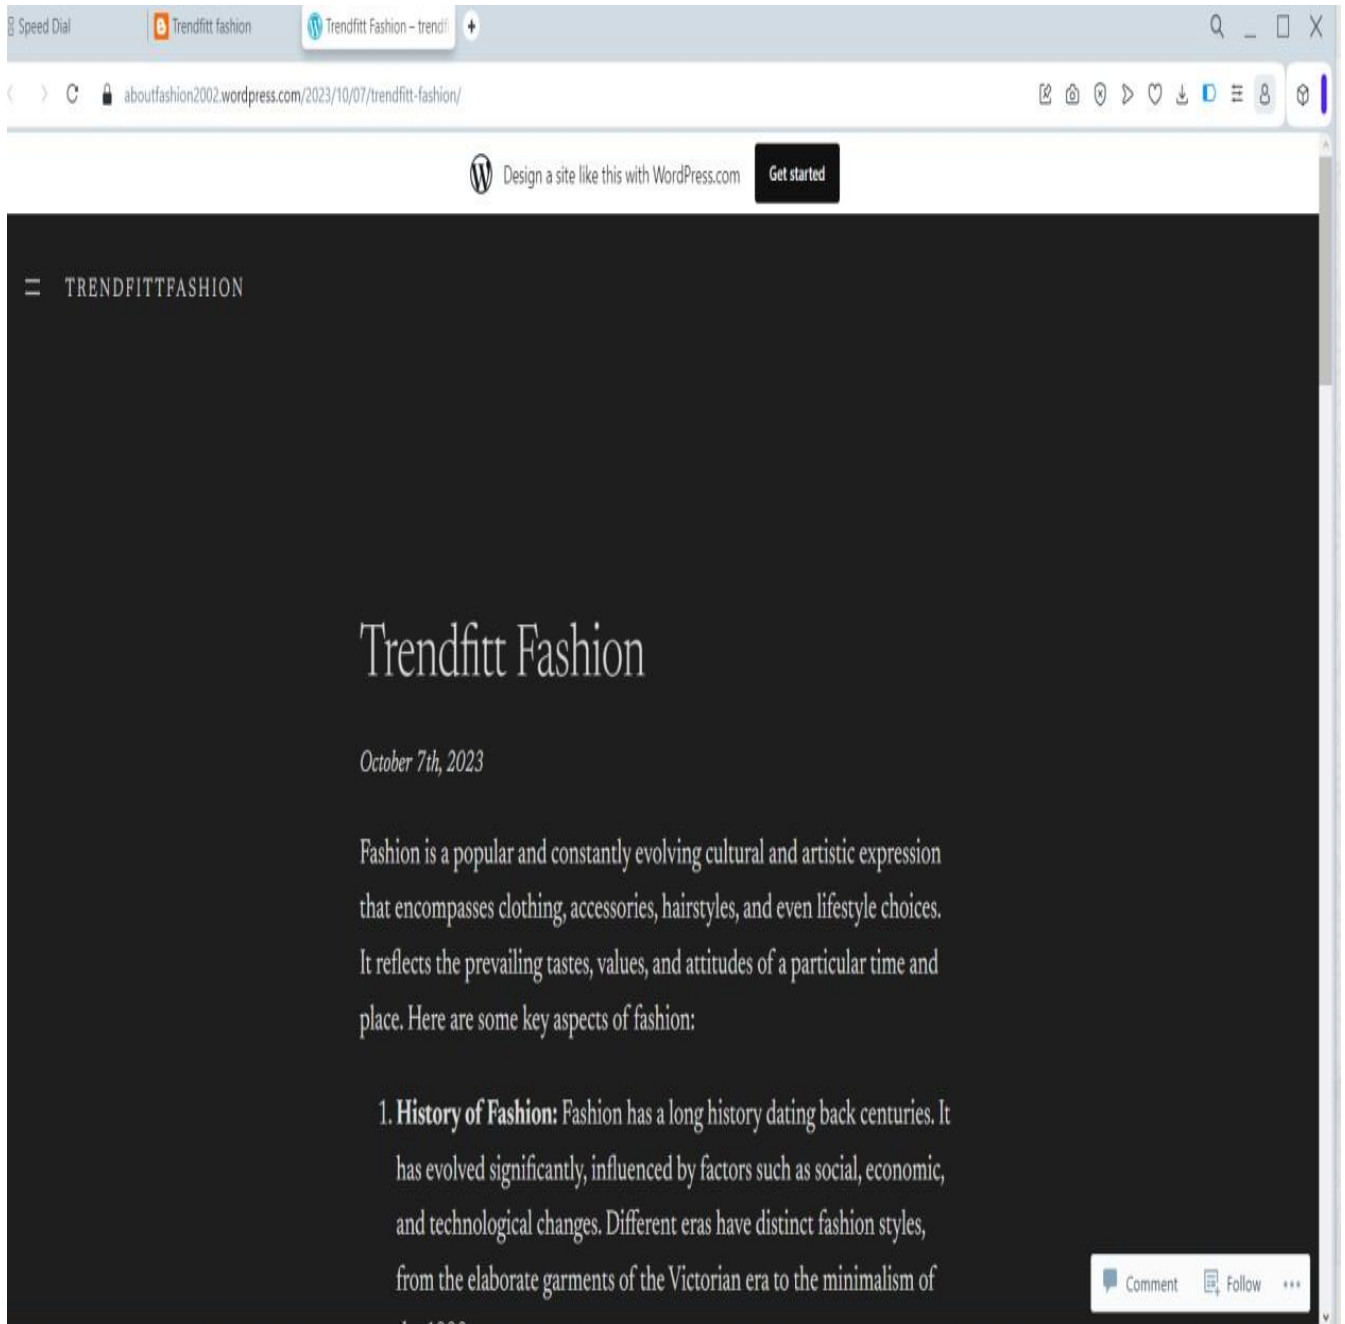 Speed Dial
Trendfitt fashion
Trendfitt Fashion – trendfi
aboutfashion2002.wordpress.com/2023/10/07/trendfitt-fashion/
Design a site like this with WordPress.com
Get started
TRENDFITTFASHION
Trendfitt Fashion
October 7th, 2023
Fashion is a popular and constantly evolving cultural and artistic expression
that encompasses clothing, accessories, hairstyles, and even lifestyle choices.
It reflects the prevailing tastes, values, and attitudes of a particular time and
place. Here are some key aspects of fashion:
1. History of Fashion: Fashion has a long history dating back centuries. It
has evolved significantly, influenced by factors such as social, economic,
and technological changes. Different eras have distinct fashion styles,
from the elaborate garments of the Victorian era to the minimalism of
Comment
Follow